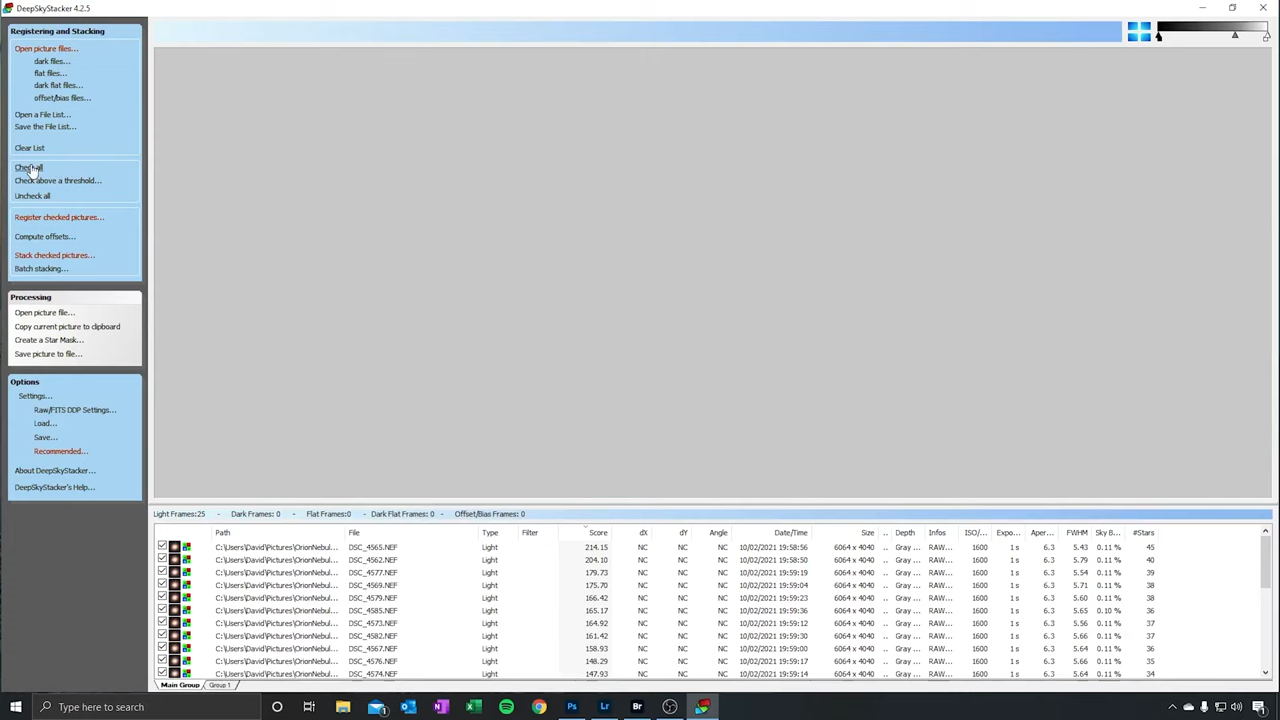 DeepSkyStacker 4.2.5
Registering and Stacking
Open picture files...
dark files...
flat files...
dark flat files...
offset/bias files...
Open a File List...
Save the File List...
Clear List
Check all
Check above a threshold...
Uncheck all
Register checked pictures...
Compute offsets...
Stack checked pictures...
Batch stacking...
Processing
Open picture file...
Copy current picture to clipboard
Create a Star Mask...
Save picture to file...
Options
Settings...
Raw/FITS DDP Settings...
Load...
Save...
Recommended...
About DeepSkyStacker...
DeepSkyStacker's Help...
Light Frames:25 - Dark Frames: 0 - Flat Frames:0 - Dark Flat Frames: 0 - Offset/Bias Frames: 0
Path File Type Filter Score dX dY Angle Date/Time Size .. Depth Infos ISO/... Expo... Aper... FWHM Sky B... #Stars
C:\Users\David\Pictures\OrionNebul... DSC_4565.NEF Light 214.15 NC NC NC 10/02/2021 19:58:56 6064 x 4040 .. Gray ... RAW... 1600 1 s 6.3 5.43 0.11 % 45
C:\Users\David\Pictures\OrionNebul... DSC_4562.NEF Light 204.10 NC NC NC 10/02/2021 19:58:50 6064 x 4040 .. Gray ... RAW... 1600 1 s 6.3 5.79 0.11 % 40
C:\Users\David\Pictures\OrionNebul... DSC_4577.NEF Light 179.73 NC NC NC 10/02/2021 19:59:19 6064 x 4040 .. Gray ... RAW... 1600 1 s 6.3 5.56 0.11 % 39
C:\Users\David\Pictures\OrionNebul... DSC_4569.NEF Light 175.70 NC NC NC 10/02/2021 19:59:04 6064 x 4040 .. Gray ... RAW... 1600 1 s 6.3 5.71 0.11 % 38
C:\Users\David\Pictures\OrionNebul... DSC_4579.NEF Light 166.42 NC NC NC 10/02/2021 19:59:23 6064 x 4040 .. Gray ... RAW... 1600 1 s 6.3 5.60 0.11 % 38
C:\Users\David\Pictures\OrionNebul... DSC_4585.NEF Light 165.17 NC NC NC 10/02/2021 19:59:36 6064 x 4040 .. Gray ... RAW... 1600 1 s 6.3 5.65 0.10 % 36
C:\Users\David\Pictures\OrionNebul... DSC_4573.NEF Light 164.92 NC NC NC 10/02/2021 19:59:12 6064 x 4040 .. Gray ... RAW... 1600 1 s 6.3 5.56 0.11 % 37
C:\Users\David\Pictures\OrionNebul... DSC_4582.NEF Light 161.42 NC NC NC 10/02/2021 19:59:30 6064 x 4040 .. Gray ... RAW... 1600 1 s 6.3 5.66 0.11 % 37
C:\Users\David\Pictures\OrionNebul... DSC_4567.NEF Light 158.93 NC NC NC 10/02/2021 19:59:00 6064 x 4040 .. Gray ... RAW... 1600 1 s 6.3 5.64 0.11 % 36
C:\Users\David\Pictures\OrionNebul... DSC_4576.NEF Light 148.29 NC NC NC 10/02/2021 19:59:17 6064 x 4040 .. Gray ... RAW... 1600 1 s 6.3 5.66 0.11 % 35
C:\Users\David\Pictures\OrionNebul... DSC_4574.NEF Light 147.93 NC NC NC 10/02/2021 19:59:14 6064 x 4040 .. Gray ... RAW... 1600 1 s 6.3 5.55 0.11 % 34
Main Group Group 1
Type here to search